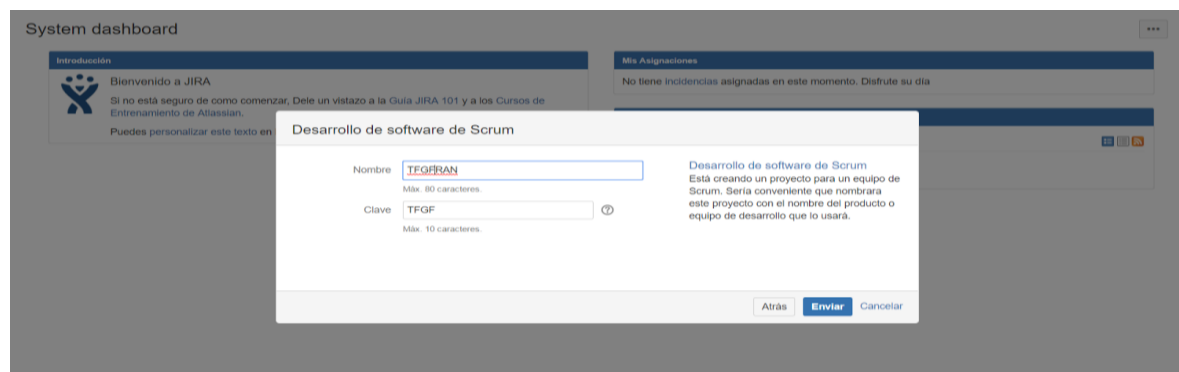 System dashboard
Introducción
Bienvenido a JIRA
Si no está seguro de como comenzar, Dele un vistazo a la Guía JIRA 101 y a los Cursos de
Entrenamiento de Atlassian.
Puedes personalizar este texto en
Mis Asignaciones
No tiene incidencias asignadas en este momento. Disfrute su día
Desarrollo de software de Scrum
Nombre TFGFRAN
Máx. 80 caracteres.
Clave TFGF
Máx. 10 caracteres.
Desarrollo de software de Scrum
Está creando un proyecto para un equipo de
Scrum. Sería conveniente que nombrara
este proyecto con el nombre del producto o
equipo de desarrollo que lo usará.
Atrás Enviar Cancelar